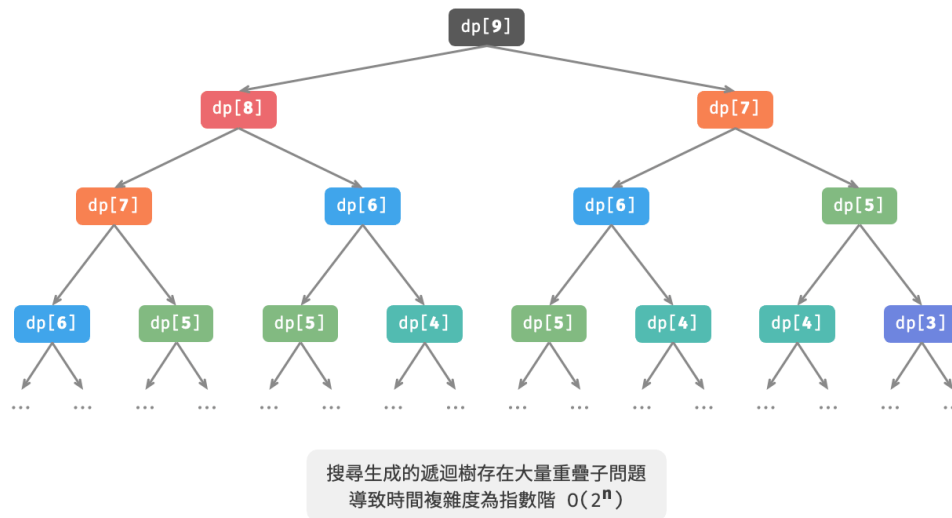 dp[9]
dp[8] dp[7]
dp[7] dp[6] dp[6] dp[5]
dp[6] dp[5] dp[5] dp[4] dp[5] dp[4] dp[4] dp[3]
... ... ... ... ... ... ... ... ... ... ... ... ... ... ... ...
搜尋生成的遞迴樹存在大量重疊子問題
導致時間複雜度為指數階 O(2ⁿ)